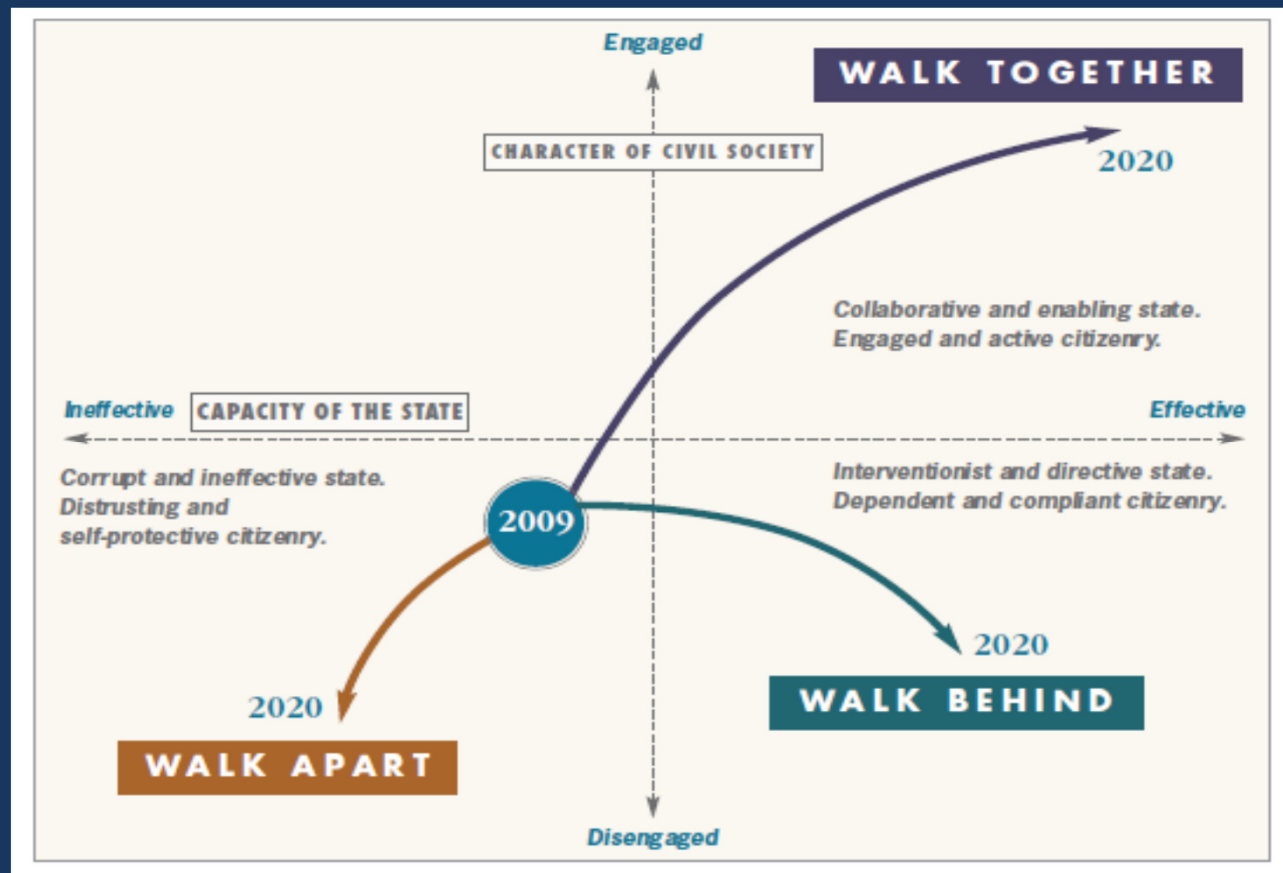 Engaged
WALK TOGETHER
CHARACTER OF CIVIL SOCIETY
2020
Collaborative and enabling state.
Engaged and active citizenry.
Ineffective
CAPACITY OF THE STATE
Effective
Corrupt and ineffective state.
Distrusting and
self-protective citizenry.
Interventionist and directive state.
Dependent and compliant citizenry.
2009
2020
WALK BEHIND
2020
WALK APART
Disengaged